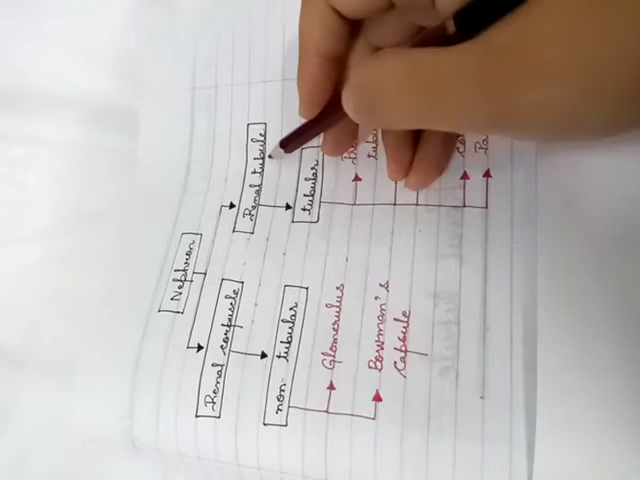 Nephron
Renal corpuscle
Renal tubule
non-tubular
tubular
Glomerulus
Bowman's
capsule